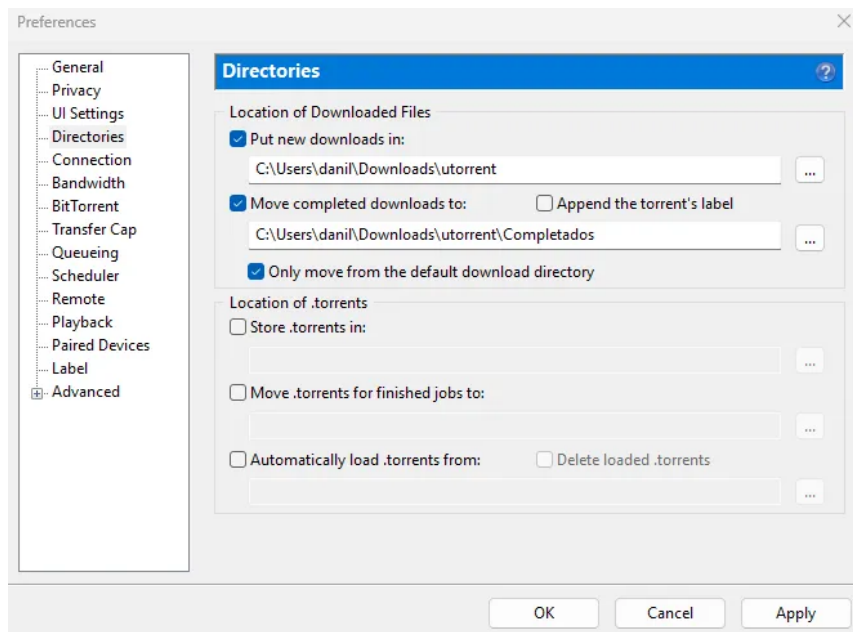 Preferences
General
Privacy
UI Settings
Directories
Connection
Bandwidth
BitTorrent
Transfer Cap
Queueing
Scheduler
Remote
Playback
Paired Devices
Label
Advanced
Directories
Location of Downloaded Files
Put new downloads in:
C:\Users\danil\Downloads\utorrent
...
Move completed downloads to:
Append the torrent's label
C:\Users\danil\Downloads\utorrent\Completados
...
Only move from the default download directory
Location of .torrents
Store .torrents in:
...
Move .torrents for finished jobs to:
...
Automatically load .torrents from:
Delete loaded .torrents
...
OK
Cancel
Apply